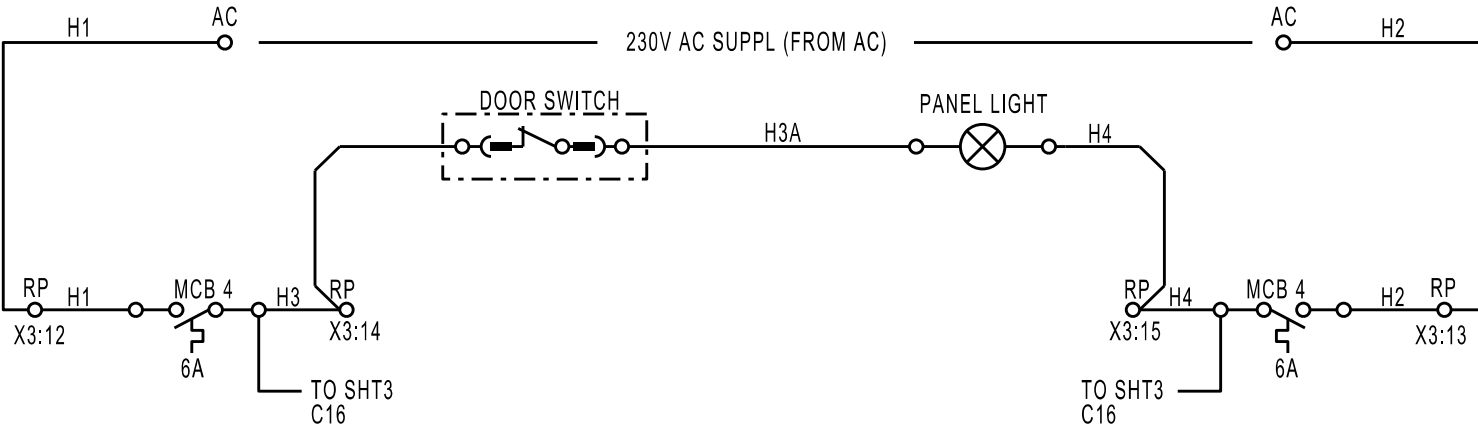 H1
AC
230V AC SUPPL (FROM AC)
AC
H2
DOOR SWITCH
H3A
PANEL LIGHT
H4
RP
X3:12
H1
MCB 4
6A
H3
RP
X3:14
TO SHT3
C16
RP
X3:15
H4
MCB 4
6A
H2
RP
X3:13
TO SHT3
C16